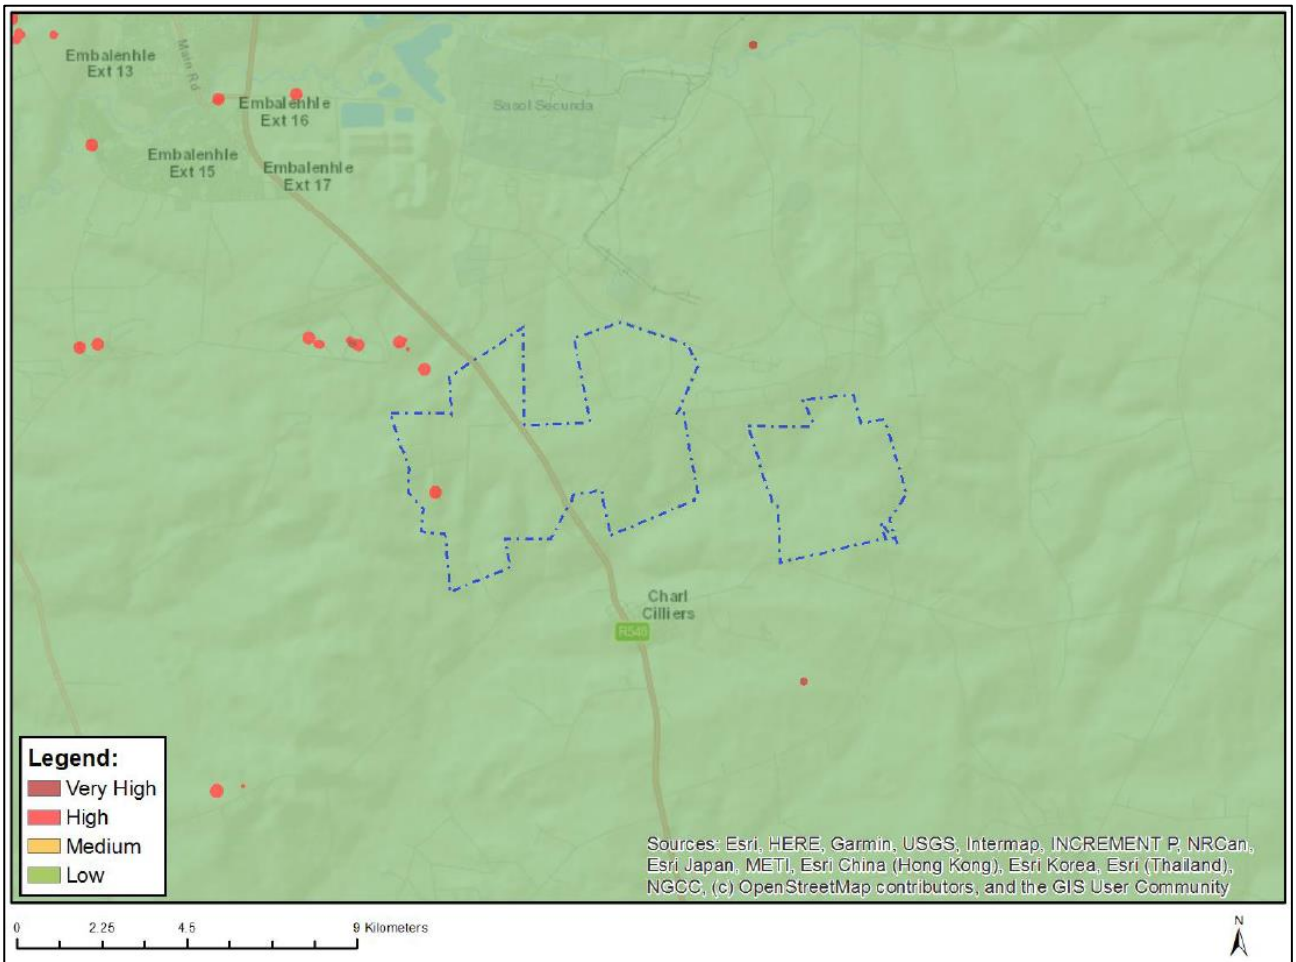 Embalenhle
Ext 13
Main Rd
Embalenhle
Ext 16
Sasol Secunda
Embalenhle
Ext 15
Embalenhle
Ext 17
Charl
Cilliers
R546
Legend:
Very High
High
Medium
Low
Sources: Esri, HERE, Garmin, USGS, Intermap, INCREMENT P, NRCan,
Esri Japan, METI, Esri China (Hong Kong), Esri Korea, Esri (Thailand),
NGCC, (c) OpenStreetMap contributors, and the GIS User Community
0 2.25 4.5 9 Kilometers
N